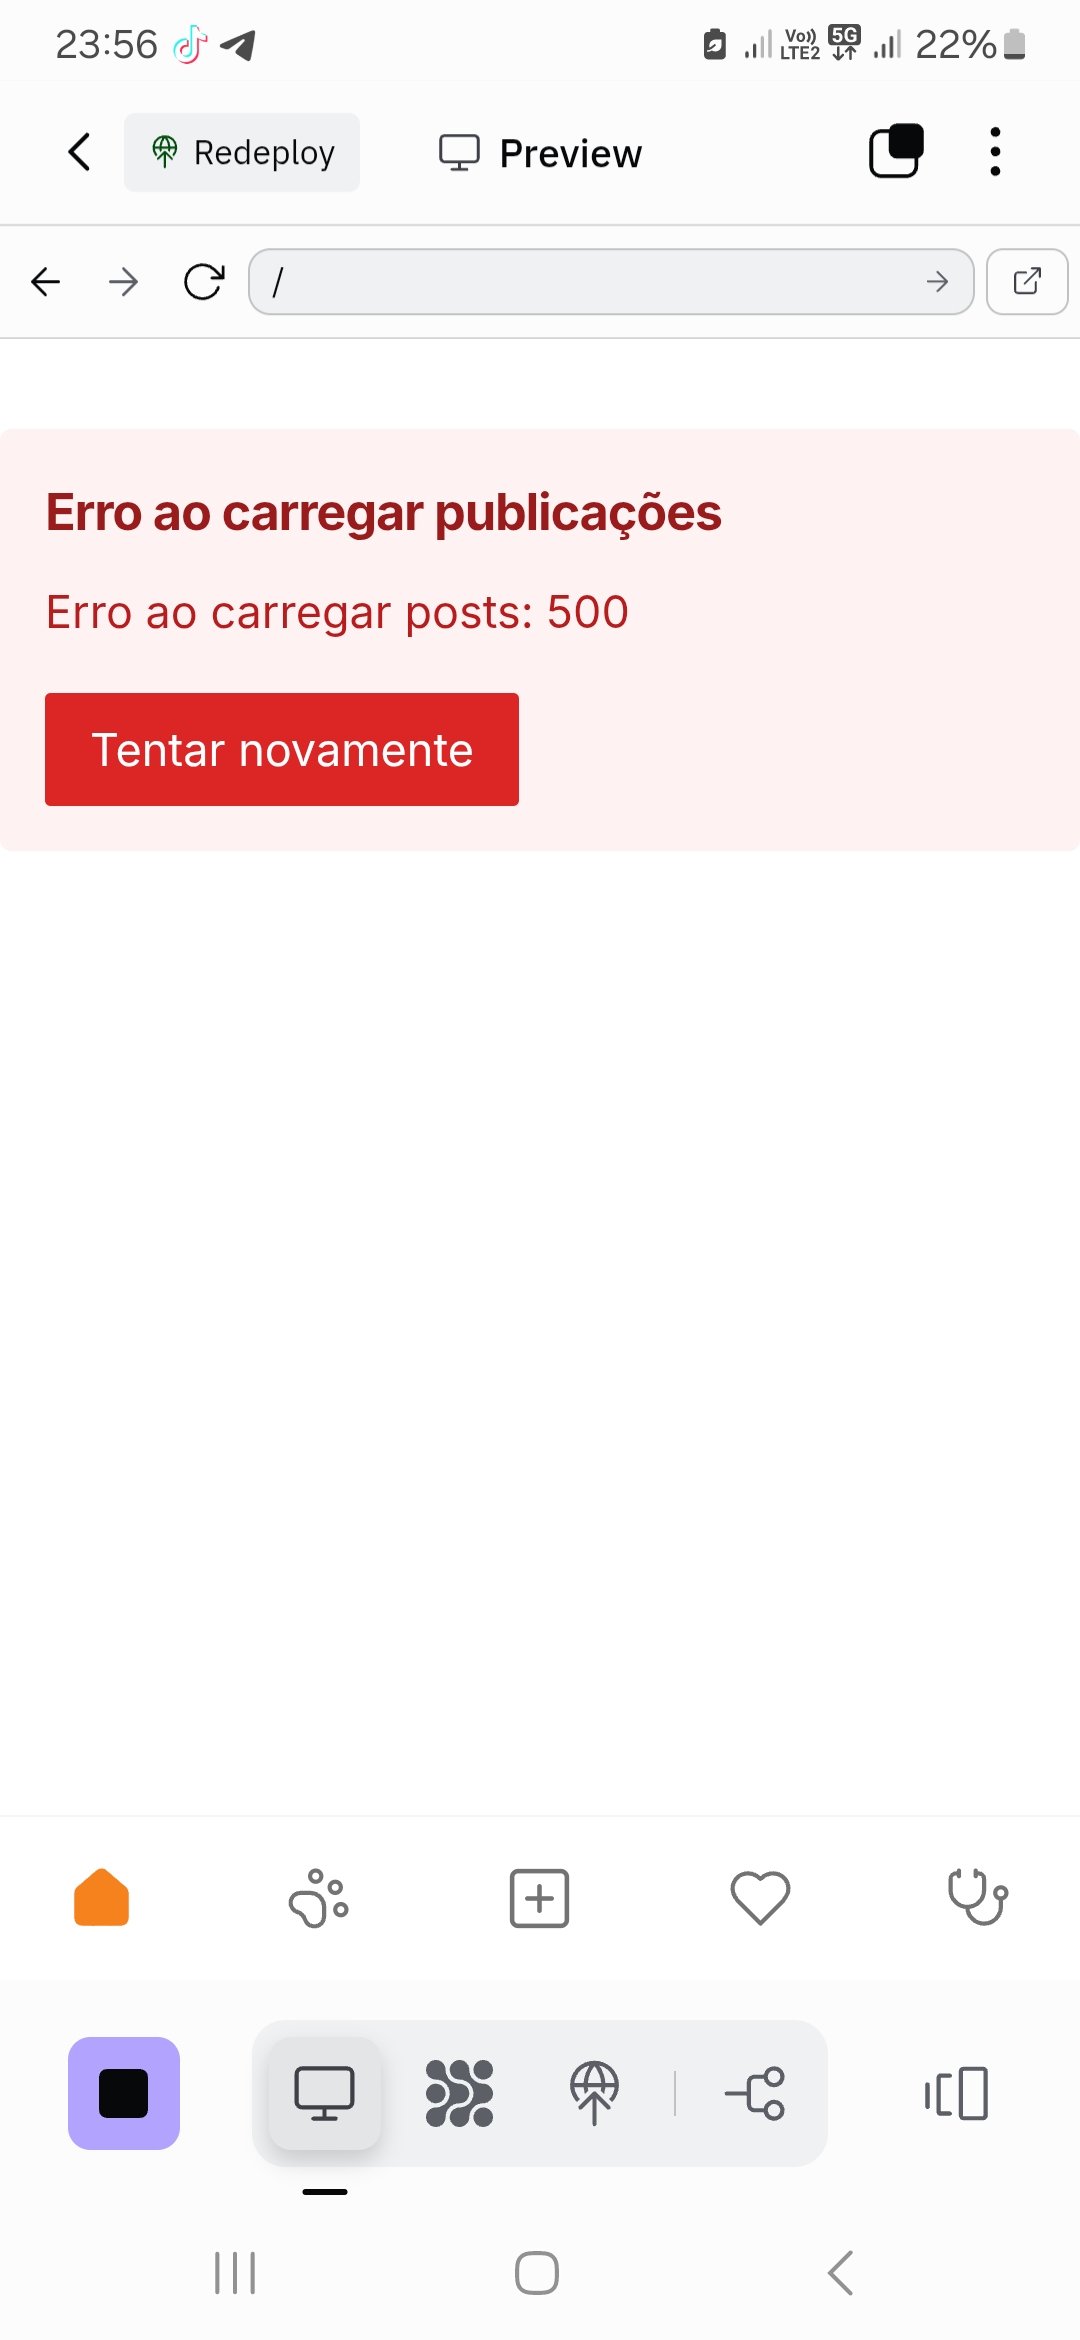 23:56
Vo)) LTE2 5G 22%
Redeploy
Preview
/
Erro ao carregar publicações
Erro ao carregar posts: 500
Tentar novamente